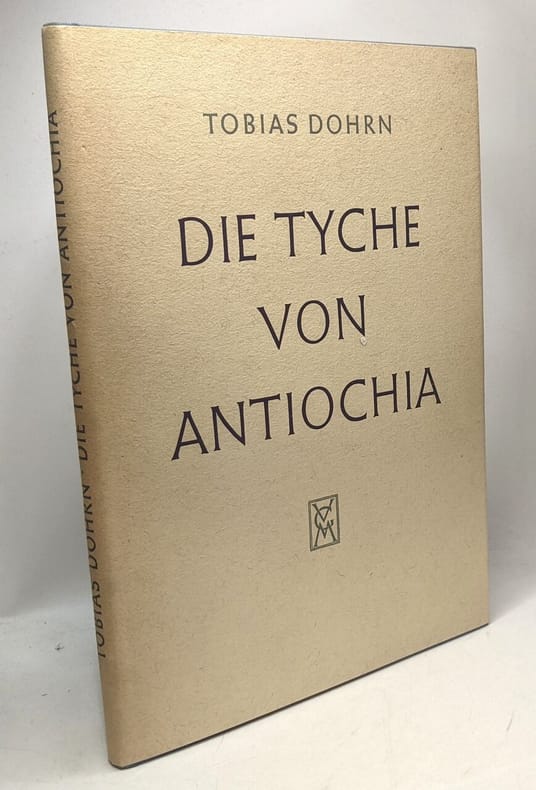 TOBIAS DOHRN
DIE TYCHE
VON
ANTIOCHIA
TOBIAS DOHRN DIE TYCHE VON ANTIOCHIA